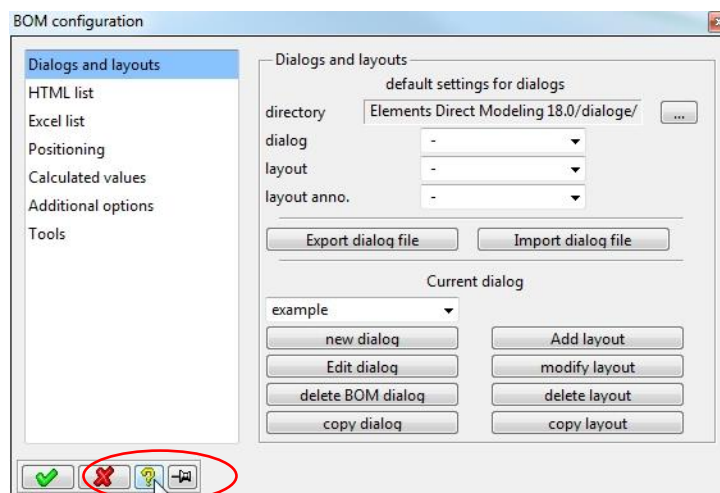 BOM configuration
Dialogs and layouts
HTML list
Excel list
Positioning
Calculated values
Additional options
Tools
Dialogs and layouts
default settings for dialogs
directory Elements Direct Modeling 18.0/dialoge/ ...
dialog -
layout -
layout anno. -
Export dialog file Import dialog file
Current dialog
example
new dialog Add layout
Edit dialog modify layout
delete BOM dialog delete layout
copy dialog copy layout
?